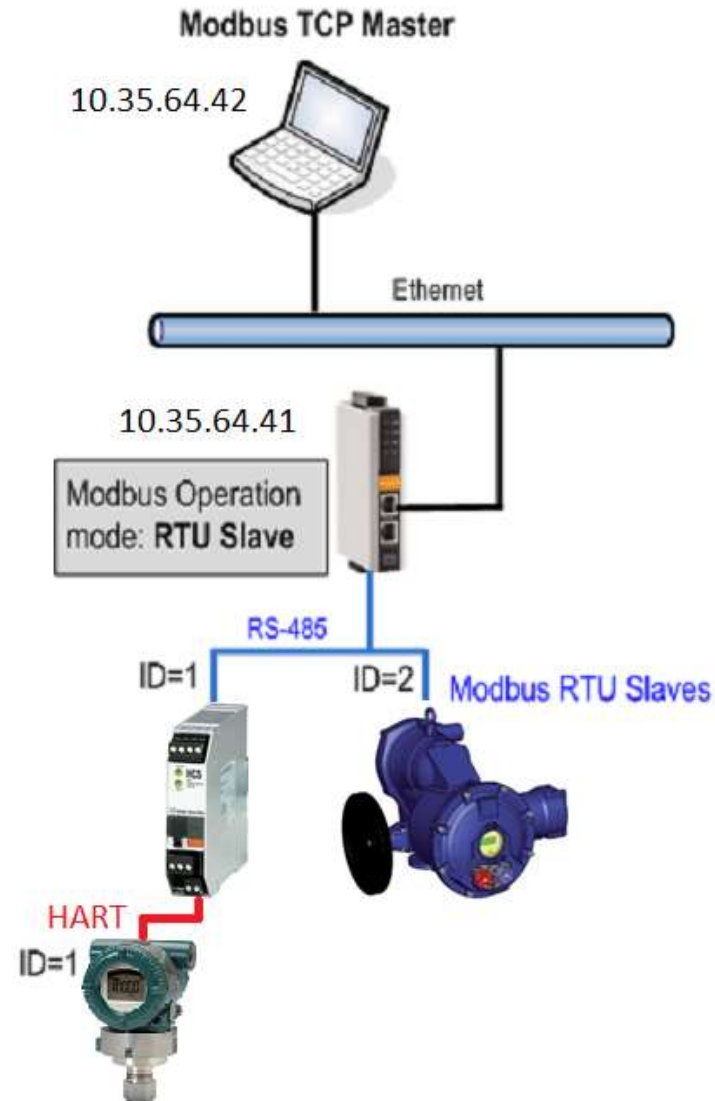 Modbus TCP Master
10.35.64.42
Ethernet
10.35.64.41
Modbus Operation
mode: RTU Slave
RS-485
ID=1
ID=2
Modbus RTU Slaves
HCS
HART
ID=1